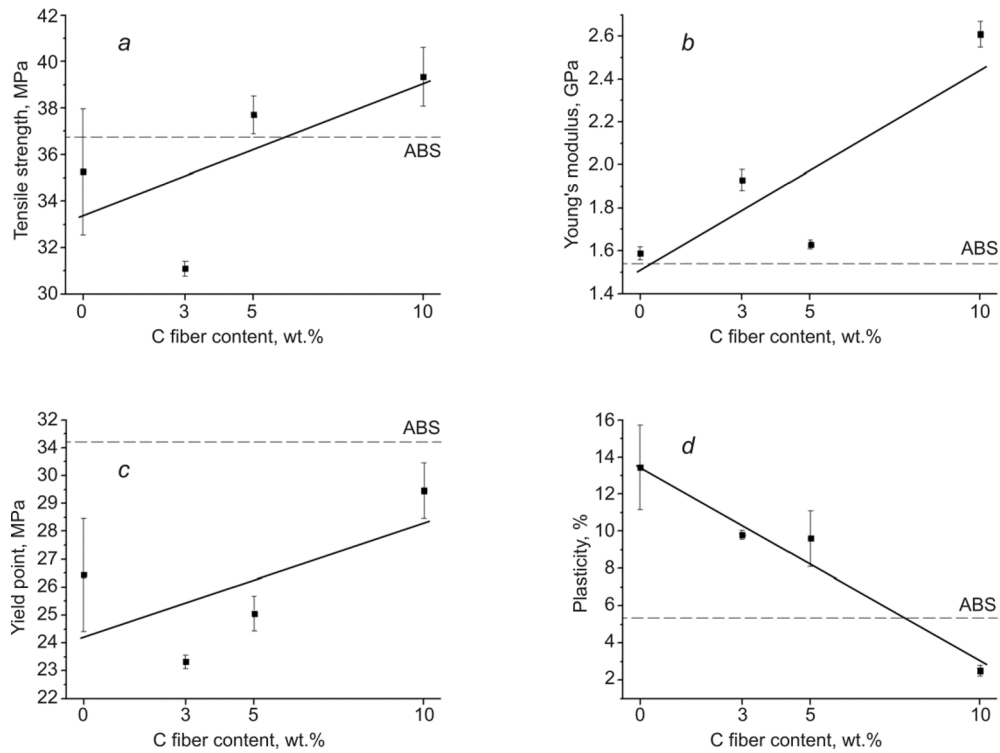 a
Tensile strength, MPa
42
40
38
36
34
32
30
ABS
0 3 5 10
C fiber content, wt.%
b
Young's modulus, GPa
2.6
2.4
2.2
2.0
1.8
1.6
1.4
ABS
0 3 5 10
C fiber content, wt.%
c
Yield point, MPa
32
34
30
29
28
27
26
25
24
23
22
ABS
0 3 5 10
C fiber content, wt.%
d
Plasticity, %
16
14
12
10
8
6
4
2
ABS
0 3 5 10
C fiber content, wt.%